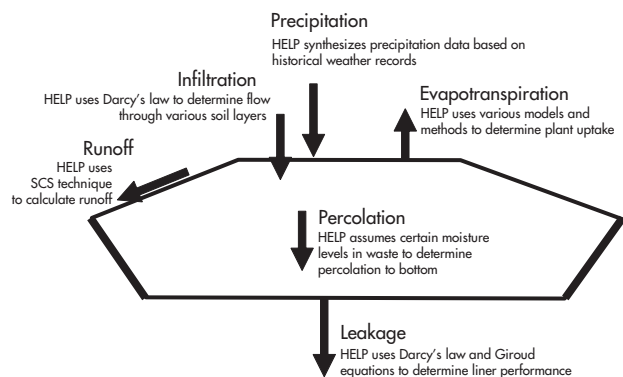 Precipitation
HELP synthesizes precipitation data based on
historical weather records
Infiltration
HELP uses Darcy's law to determine flow
through various soil layers
Evapotranspiration
HELP uses various models and
methods to determine plant uptake
Runoff
HELP uses
SCS technique
to calculate runoff
Percolation
HELP assumes certain moisture
levels in waste to determine
percolation to bottom
Leakage
HELP uses Darcy's law and Giroud
equations to determine liner performance